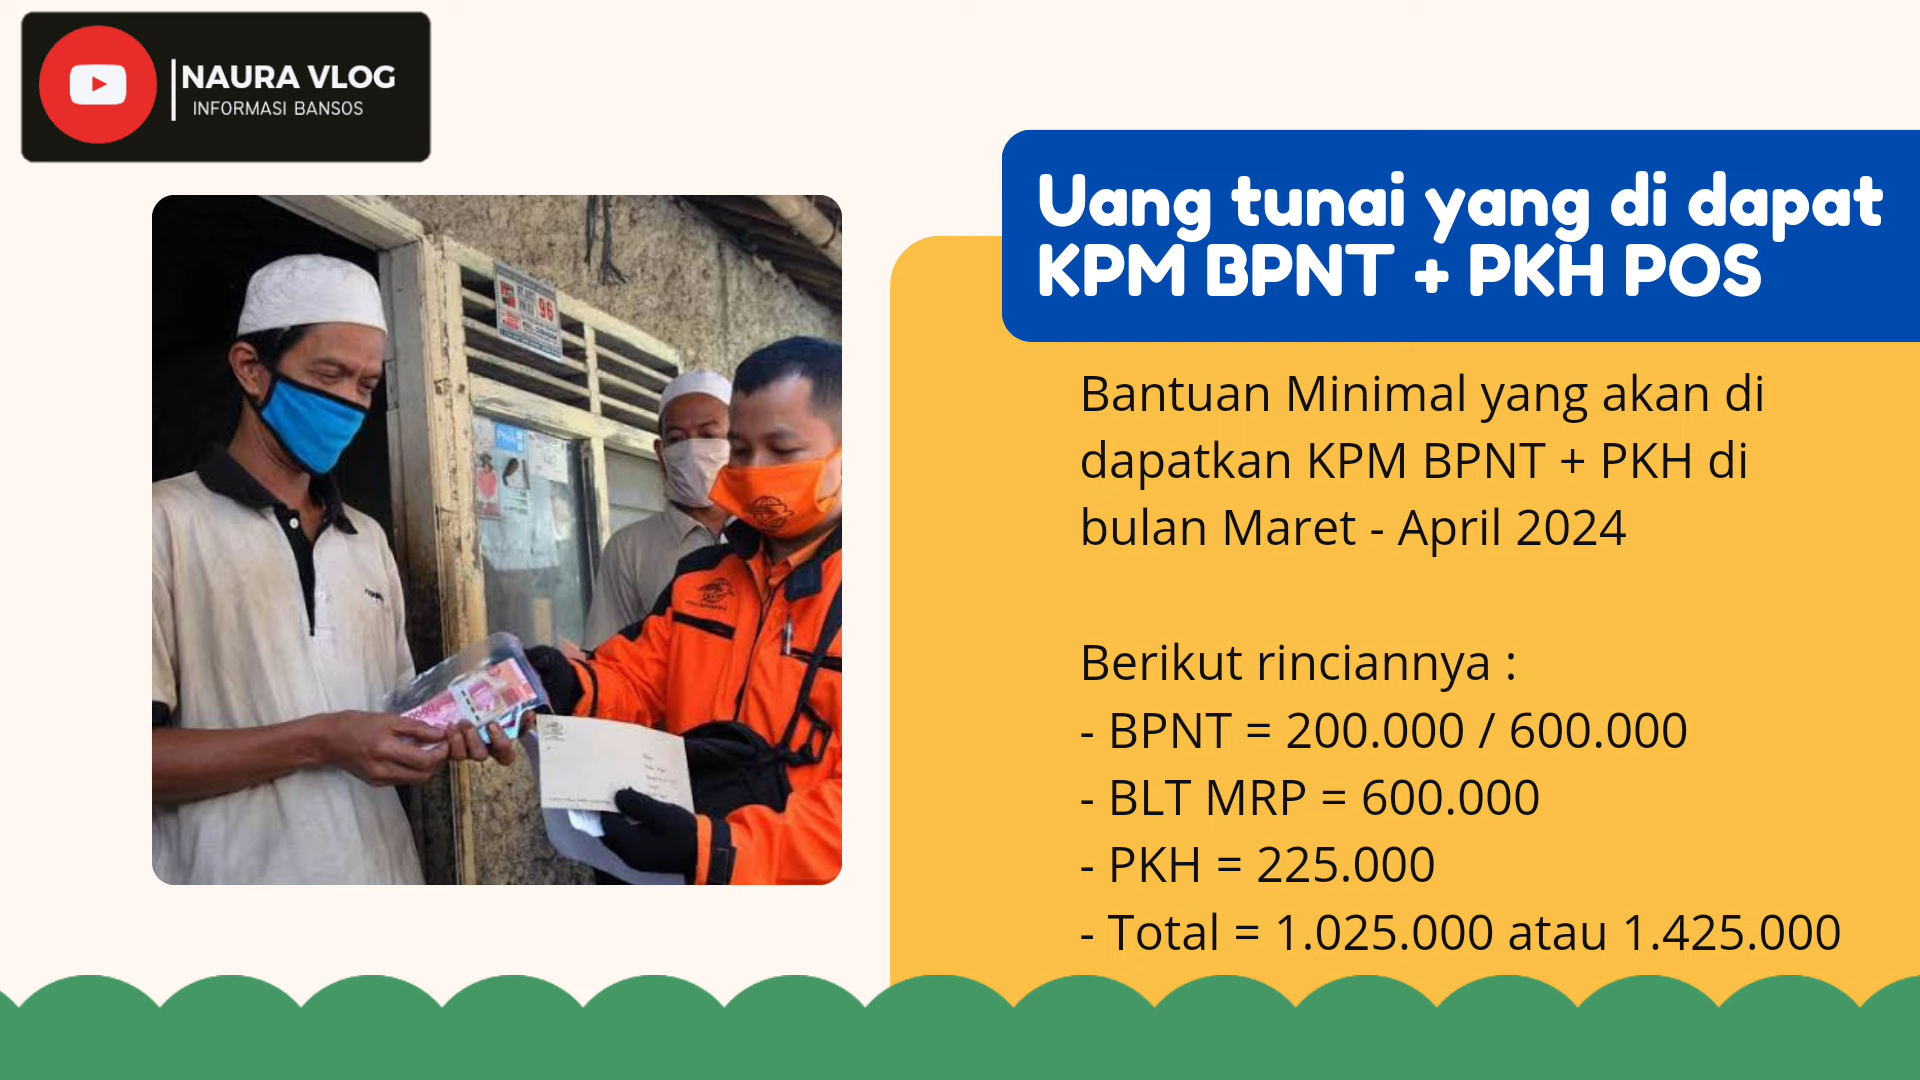 NAURA VLOG
INFORMASI BANSOS
Uang tunai yang di dapat
KPM BPNT + PKH POS
96
Bantuan Minimal yang akan di
dapatkan KPM BPNT + PKH di
bulan Maret - April 2024
Berikut rinciannya :
- BPNT = 200.000 / 600.000
- BLT MRP = 600.000
- PKH = 225.000
- Total = 1.025.000 atau 1.425.000